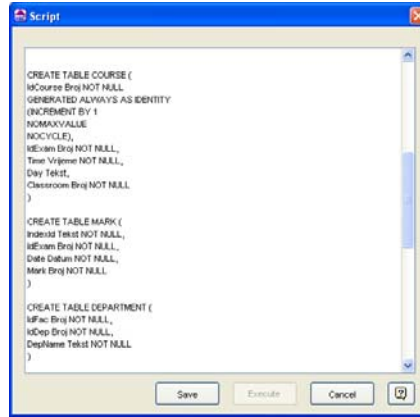 Script
CREATE TABLE COURSE (
IdCourse Broj NOT NULL
GENERATED ALWAYS AS IDENTITY
(INCREMENT BY 1
NOMAXVALUE
NOCYCLE),
IdExam Broj NOT NULL,
Time Vrijeme NOT NULL,
Day Tekst,
Classroom Broj NOT NULL
)
CREATE TABLE MARK (
IndexId Tekst NOT NULL,
IdExam Broj NOT NULL,
Date Datum NOT NULL,
Mark Broj NOT NULL
)
CREATE TABLE DEPARTMENT (
IdFac Broj NOT NULL,
IdDep Broj NOT NULL,
DepName Tekst NOT NULL
)
Save Execute Cancel ?